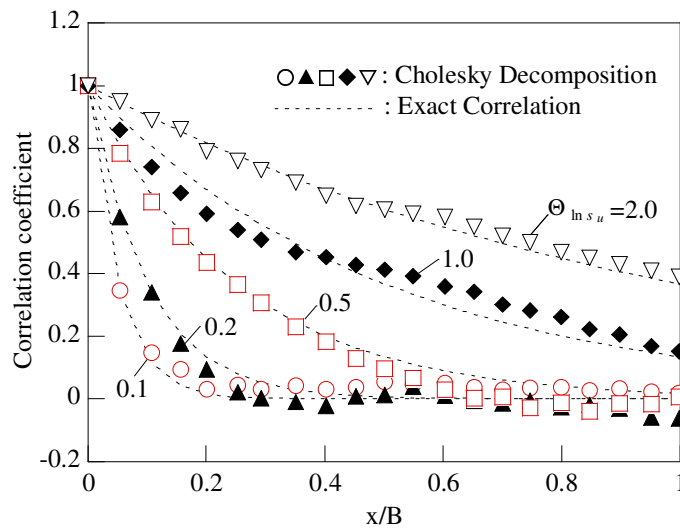 1.2
1
0.8
0.6
0.4
0.2
0
-0.2
Correlation coefficient
: Cholesky Decomposition
: Exact Correlation
Θ ln s u =2.0
1.0
0.5
0.2
0.1
0 0.2 0.4 0.6 0.8 1
x/B